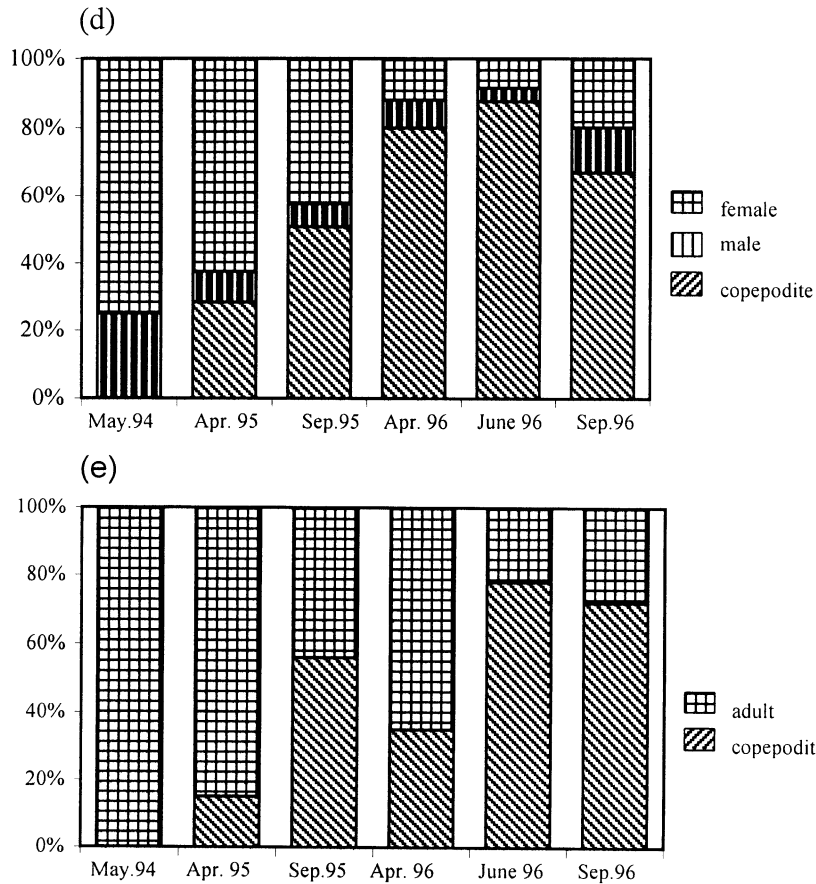 (d)
100%
80%
60%
40%
20%
0%
May.94 Apr. 95 Sep.95 Apr. 96 June 96 Sep.96
female
male
copepodite
(e)
100%
80%
60%
40%
20%
0%
May.94 Apr. 95 Sep.95 Apr. 96 June 96 Sep.96
adult
copepodit